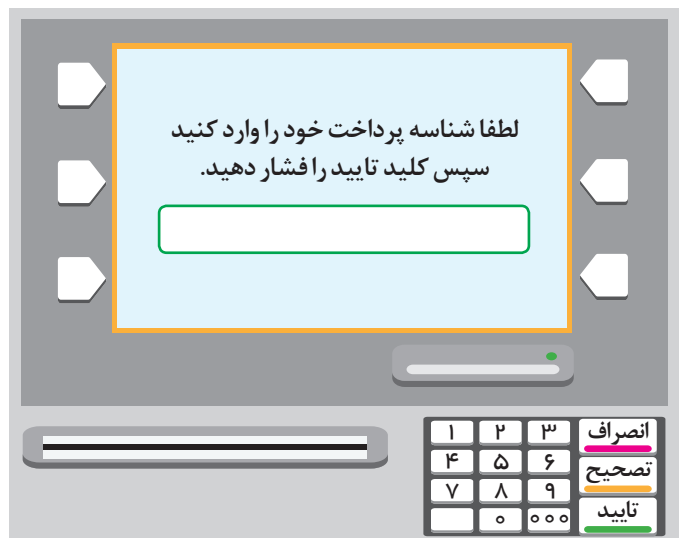 لطفا شناسه پرداخت خود را وارد کنید
سپس کلید تایید را فشار دهید.
۱ ۲ ۳ انصراف
۴ ۵ ۶ تصحیح
۷ ۸ ۹
۰ ۰۰۰ تایید